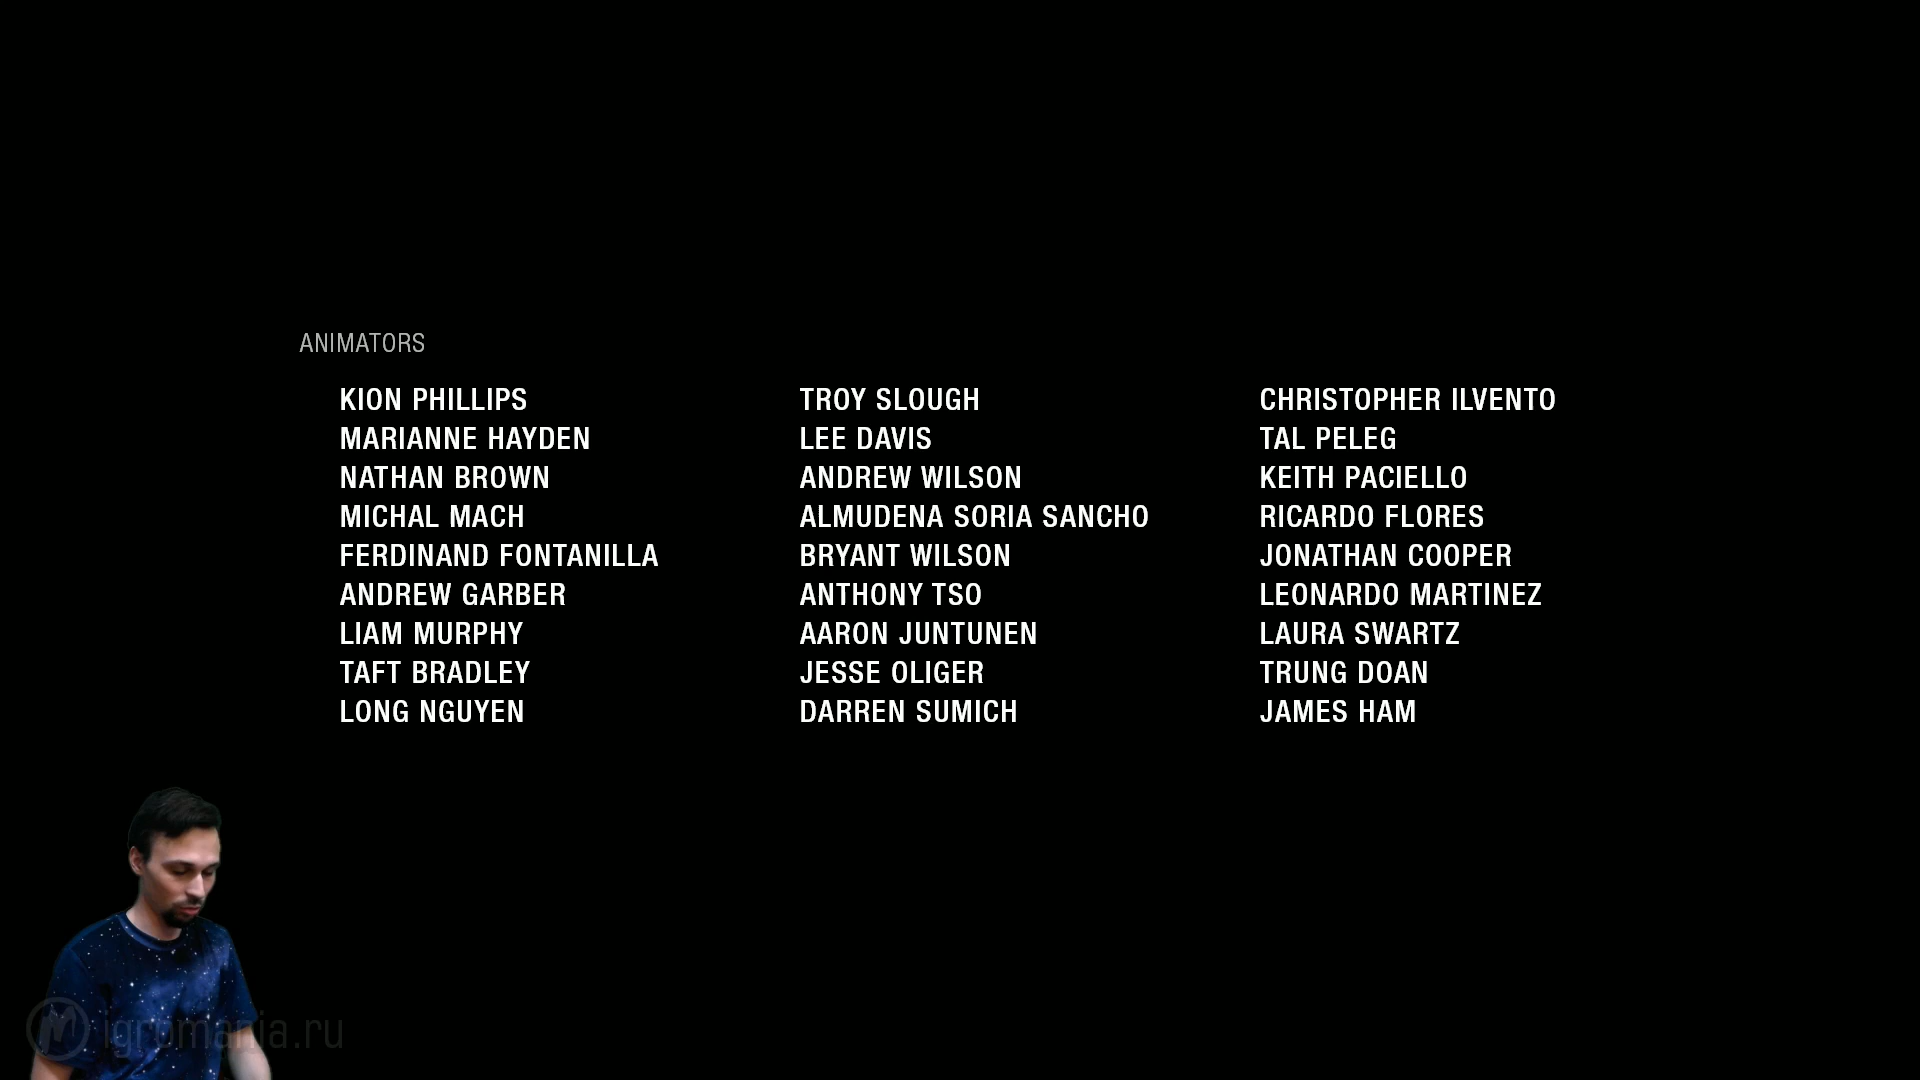 ANIMATORS
KION PHILLIPS
MARIANNE HAYDEN
NATHAN BROWN
MICHAL MACH
FERDINAND FONTANILLA
ANDREW GARBER
LIAM MURPHY
TAFT BRADLEY
LONG NGUYEN
TROY SLOUGH
LEE DAVIS
ANDREW WILSON
ALMUDENA SORIA SANCHO
BRYANT WILSON
ANTHONY TSO
AARON JUNTUNEN
JESSE OLIGER
DARREN SUMICH
CHRISTOPHER ILVENTO
TAL PELEG
KEITH PACIELLO
RICARDO FLORES
JONATHAN COOPER
LEONARDO MARTINEZ
LAURA SWARTZ
TRUNG DOAN
JAMES HAM
igromania.ru